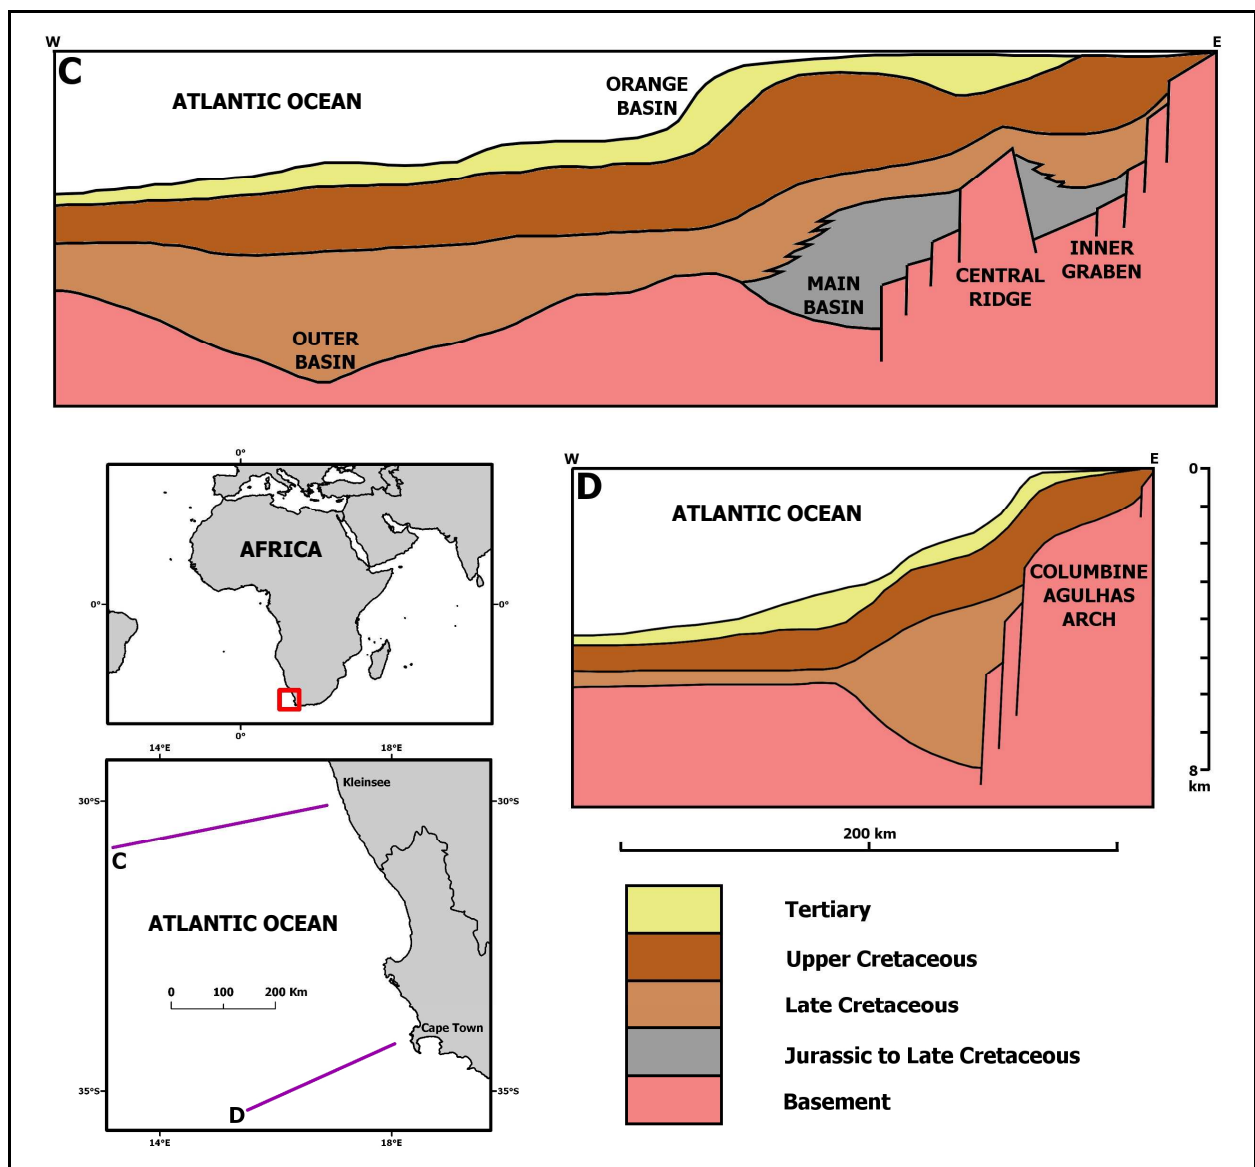 W
E
C
ATLANTIC OCEAN
ORANGE
BASIN
OUTER
BASIN
MAIN
BASIN
CENTRAL
RIDGE
INNER
GRABEN
0°
AFRICA
0°
0°
0°
W
E
D
ATLANTIC OCEAN
COLUMBINE
AGULHAS
ARCH
0
8
km
200 km
14°E
18°E
Kleinsee
30°S
30°S
C
ATLANTIC OCEAN
0 100 200 Km
Cape Town
35°S
35°S
D
14°E
18°E
Tertiary
Upper Cretaceous
Late Cretaceous
Jurassic to Late Cretaceous
Basement